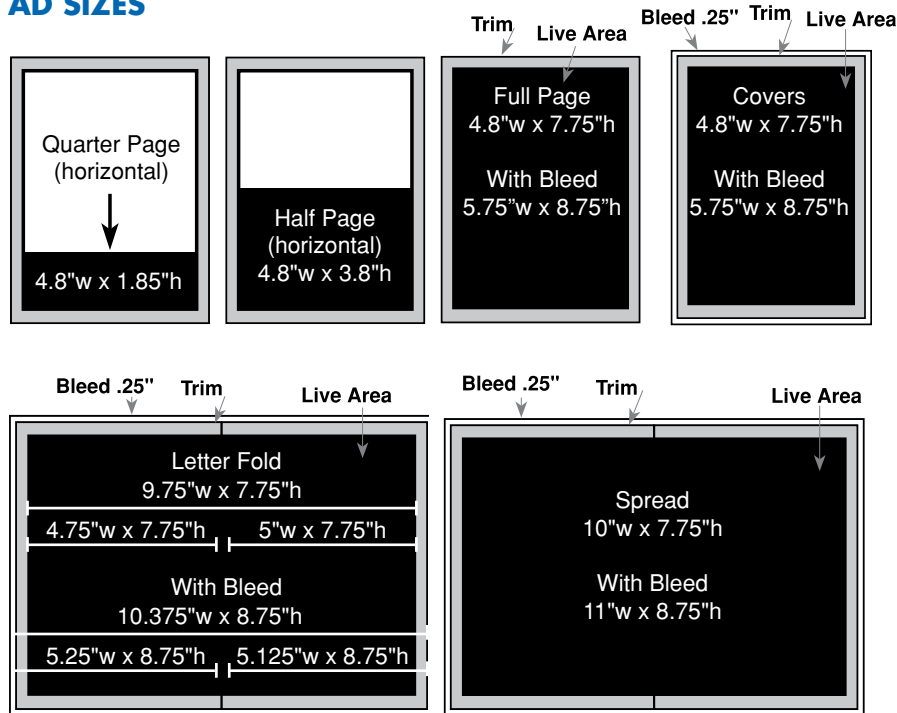 AD SIZES
Quarter Page
(horizontal)
4.8"w x 1.85"h
Half Page
(horizontal)
4.8"w x 3.8"h
Trim
Live Area
Full Page
4.8"w x 7.75"h
With Bleed
5.75”w x 8.75”h
Bleed .25"
Trim
Live Area
Covers
4.8"w x 7.75"h
With Bleed
5.75"w x 8.75"h
Bleed .25"
Trim
Live Area
Letter Fold
9.75"w x 7.75"h
4.75"w x 7.75"h
5"w x 7.75"h
With Bleed
10.375"w x 8.75"h
5.25"w x 8.75"h
5.125"w x 8.75"h
Bleed .25"
Trim
Live Area
Spread
10"w x 7.75"h
With Bleed
11"w x 8.75"h